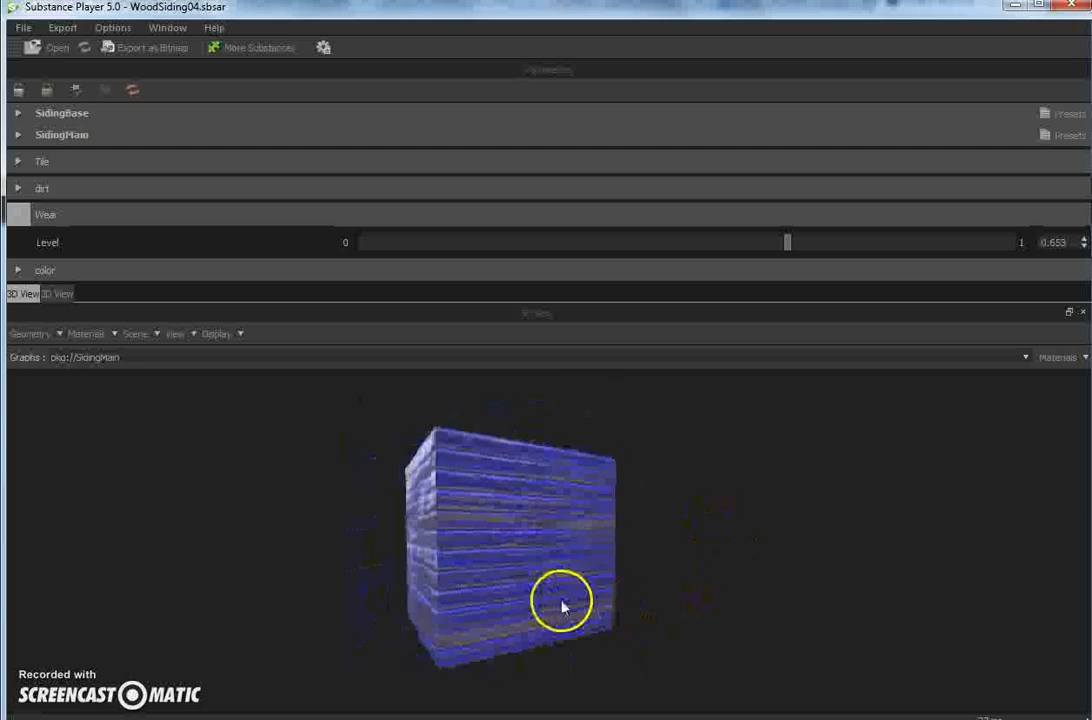 Substance Player 5.0 - WoodSiding04.sbsar
File Export Options Window Help
Open Export as Bitmap More Substances
SidingBase Presets
SidingMain Presets
Tile
dirt
Wear
Level 0 1 0.653
color
3D View 3D View
Geometry Materials Scene View Display
Graphs : pkg://SidingMain Materials
Recorded with
SCREENCAST MATIC